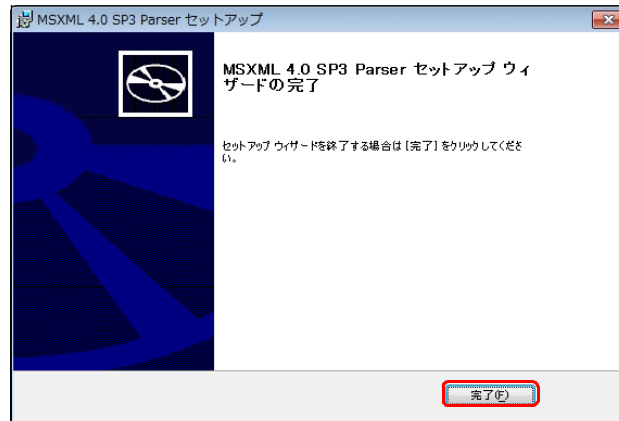 MSXML 4.0 SP3 Parser セットアップ
MSXML 4.0 SP3 Parser セットアップ ウィ
ザードの完了
セットアップ ウィザードを終了する場合は [完了] をクリックしてくださ
い。
完了(F)